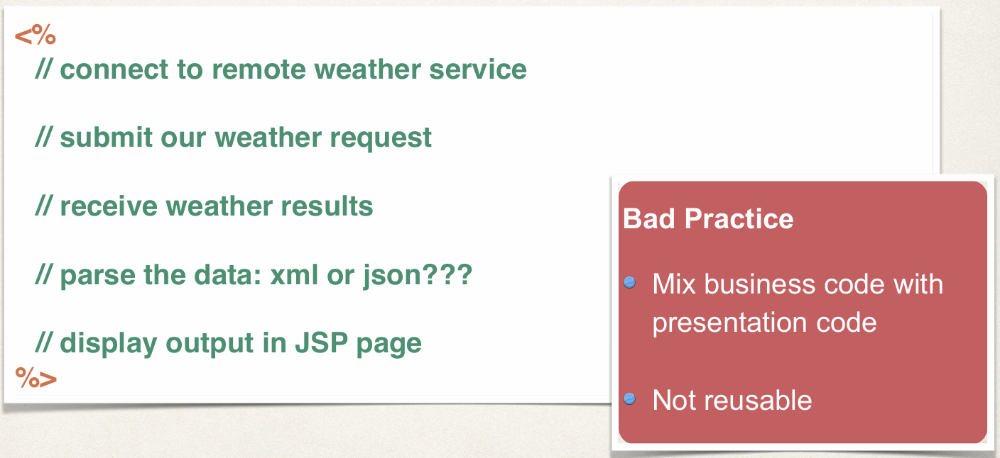 <%
// connect to remote weather service
// submit our weather request
// receive weather results
// parse the data: xml or json???
// display output in JSP page
%>
Bad Practice
Mix business code with
presentation code
Not reusable